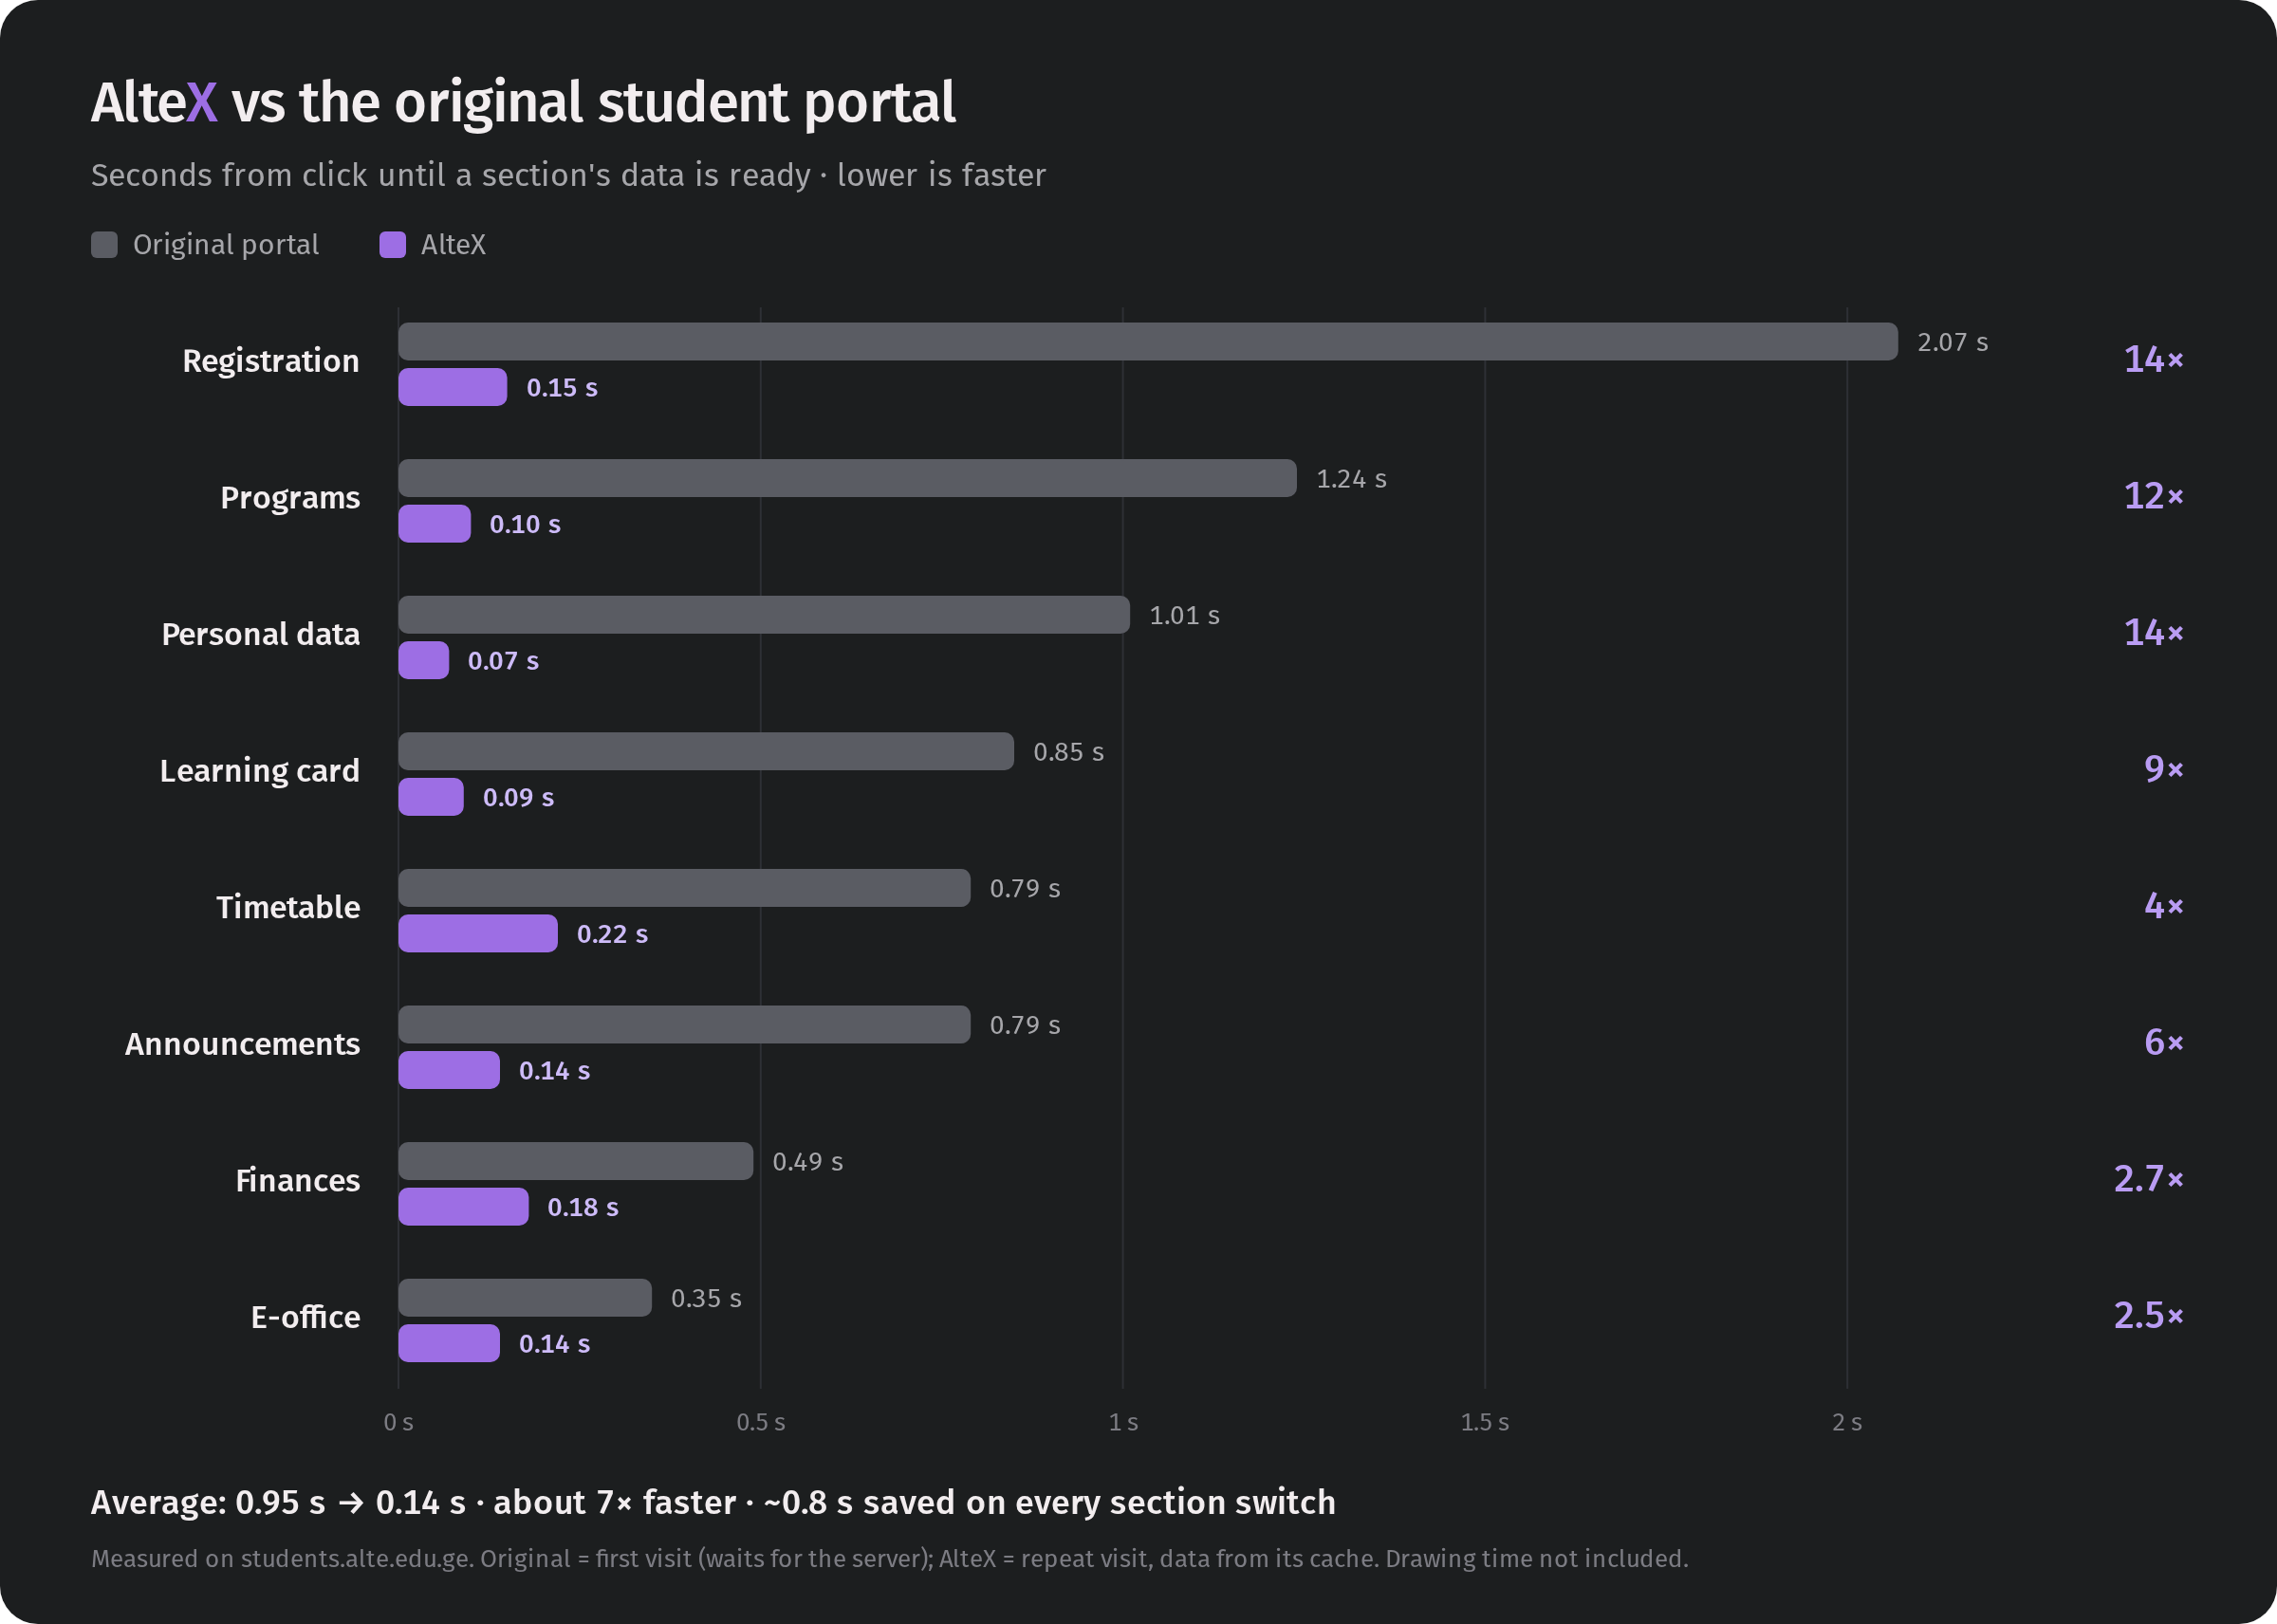 AlteX vs the original student portal
Seconds from click until a section's data is ready · lower is faster
Original portal AlteX
Registration 2.07 s 0.15 s 14×
Programs 1.24 s 0.10 s 12×
Personal data 1.01 s 0.07 s 14×
Learning card 0.85 s 0.09 s 9×
Timetable 0.79 s 0.22 s 4×
Announcements 0.79 s 0.14 s 6×
Finances 0.49 s 0.18 s 2.7×
E-office 0.35 s 0.14 s 2.5×
0 s 0.5 s 1 s 1.5 s 2 s
Average: 0.95 s → 0.14 s · about 7× faster · ~0.8 s saved on every section switch
Measured on students.alte.edu.ge. Original = first visit (waits for the server); AlteX = repeat visit, data from its cache. Drawing time not included.